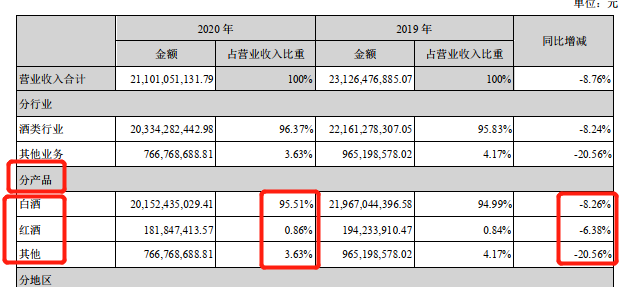 单位：元
2020 年 2019 年 同比增减
金额 占营业收入比重 金额 占营业收入比重
营业收入合计 21,101,051,131.79 100% 23,126,476,885.07 100% -8.76%
分行业
酒类行业 20,334,282,442.98 96.37% 22,161,278,307.05 95.83% -8.24%
其他业务 766,768,688.81 3.63% 965,198,578.02 4.17% -20.56%
分产品
白酒 20,152,435,029.41 95.51% 21,967,044,396.58 94.99% -8.26%
红酒 181,847,413.57 0.86% 194,233,910.47 0.84% -6.38%
其他 766,768,688.81 3.63% 965,198,578.02 4.17% -20.56%
分地区